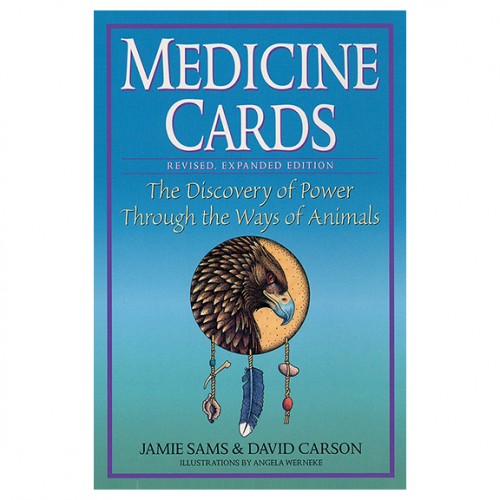 MEDICINE
CARDS
REVISED, EXPANDED EDITION
The Discovery of Power
Through the Ways of Animals
JAMIE SAMS & DAVID CARSON
ILLUSTRATIONS BY ANGELA WERNEKE